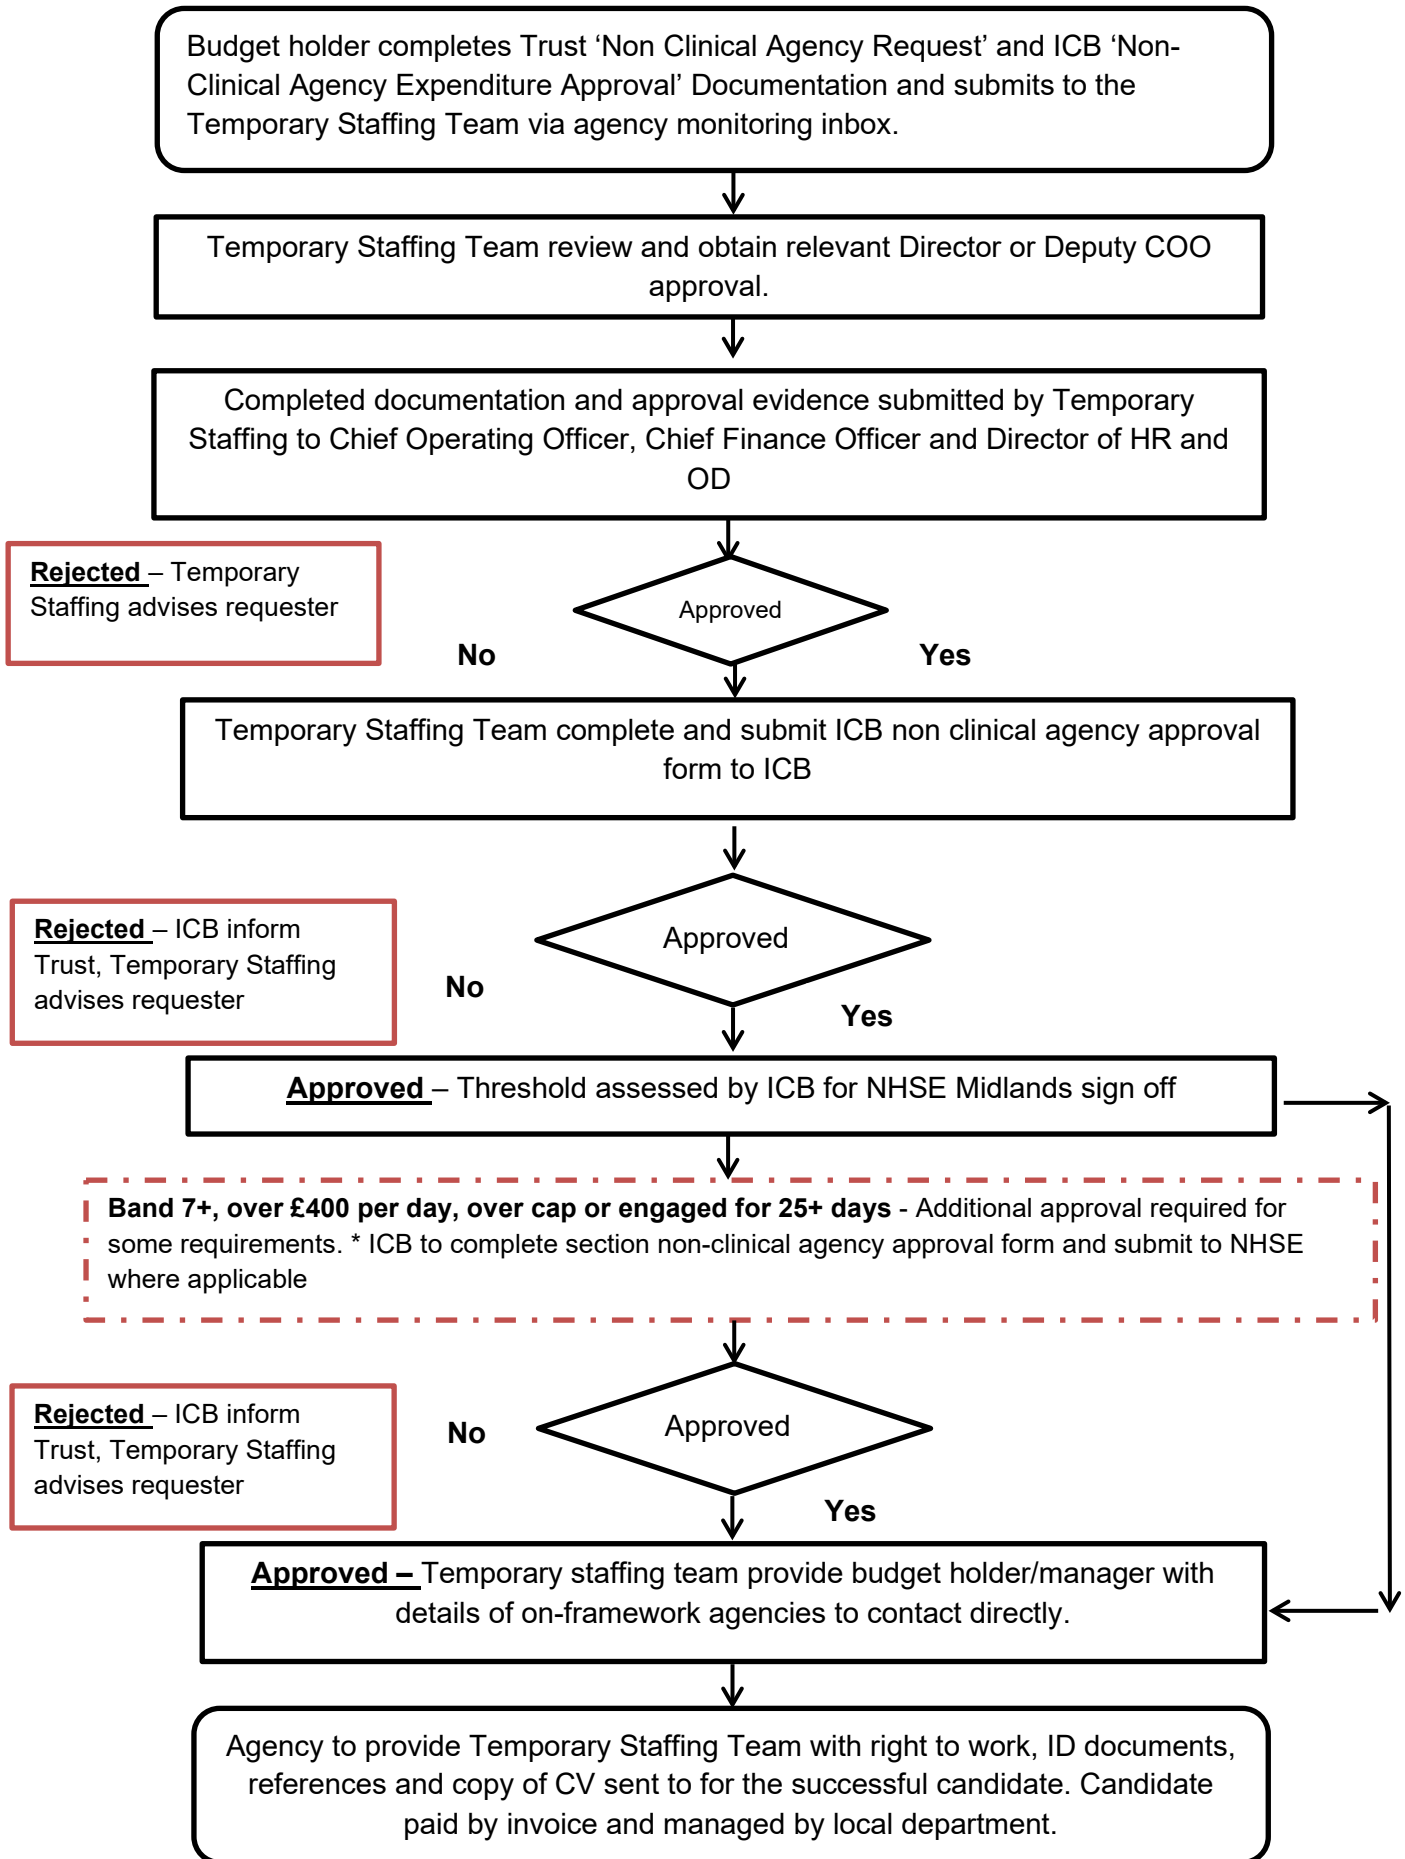 Budget holder completes Trust ‘Non Clinical Agency Request’ and ICB ‘Non-
Clinical Agency Expenditure Approval’ Documentation and submits to the
Temporary Staffing Team via agency monitoring inbox.
Temporary Staffing Team review and obtain relevant Director or Deputy COO
approval.
Completed documentation and approval evidence submitted by Temporary
Staffing to Chief Operating Officer, Chief Finance Officer and Director of HR and
OD
Rejected – Temporary
Staffing advises requester
Approved
No
Yes
Temporary Staffing Team complete and submit ICB non clinical agency approval
form to ICB
Rejected – ICB inform
Trust, Temporary Staffing
advises requester
Approved
No
Yes
Approved – Threshold assessed by ICB for NHSE Midlands sign off
Band 7+, over £400 per day, over cap or engaged for 25+ days - Additional approval required for
some requirements. * ICB to complete section non-clinical agency approval form and submit to NHSE
where applicable
Rejected – ICB inform
Trust, Temporary Staffing
advises requester
Approved
No
Yes
Approved – Temporary staffing team provide budget holder/manager with
details of on-framework agencies to contact directly.
Agency to provide Temporary Staffing Team with right to work, ID documents,
references and copy of CV sent to for the successful candidate. Candidate
paid by invoice and managed by local department.